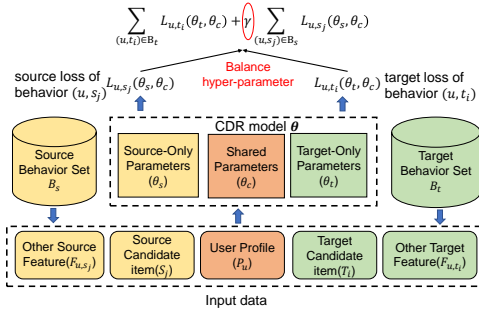 ∑_{(u,t_i)∈B_t} L_{u,t_i}(θ_t, θ_c) + γ ∑_{(u,s_j)∈B_s} L_{u,s_j}(θ_s, θ_c)
Balance
hyper-parameter
source loss of
behavior (u, s_j)
L_{u,s_j}(θ_s, θ_c)
L_{u,t_i}(θ_t, θ_c)
target loss of
behavior (u, t_i)
CDR model θ
Source
Behavior Set
B_s
Source-Only
Parameters
(θ_s)
Shared
Parameters
(θ_c)
Target-Only
Parameters
(θ_t)
Target
Behavior Set
B_t
Other Source
Feature(F_{u,s_j})
Source
Candidate
item(S_j)
User Profile
(P_u)
Target
Candidate
item(T_i)
Other Target
Feature(F_{u,t_i})
Input data